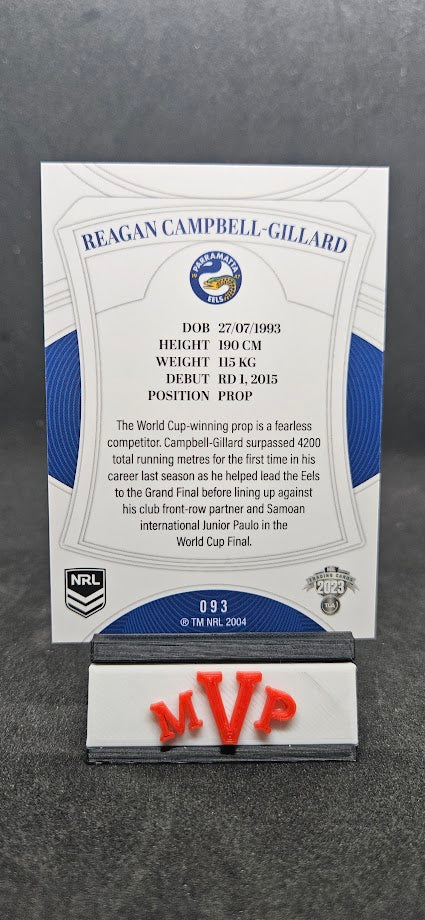 REAGAN CAMPBELL-GILLARD
PARRAMATTA
EELS
DOB 27/07/1993
HEIGHT 190 CM
WEIGHT 115 KG
DEBUT RD 1, 2015
POSITION PROP
The World Cup-winning prop is a fearless
competitor. Campbell-Gillard surpassed 4200
total running metres for the first time in his
career last season as he helped lead the Eels
to the Grand Final before lining up against
his club front-row partner and Samoan
international Junior Paulo in the
World Cup Final.
NRL
TRADING CARDS
2023
TLA
093
® TM NRL 2004
MVP